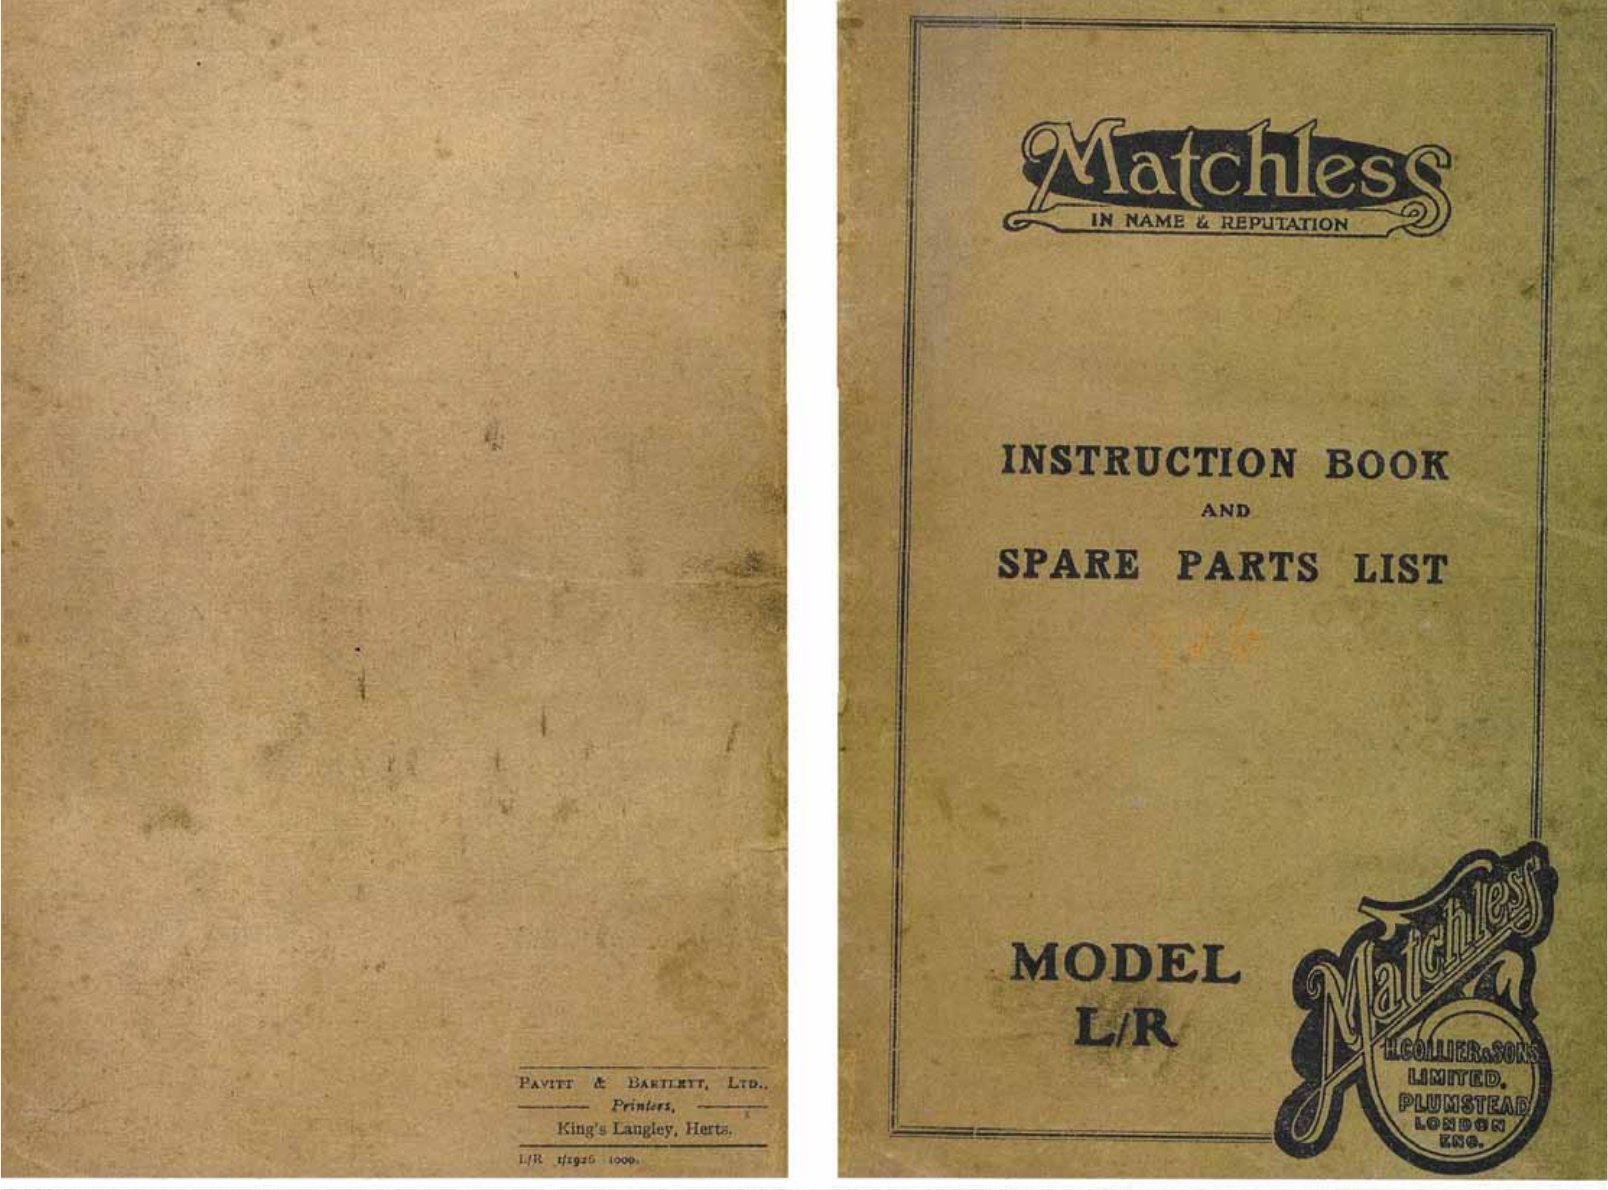 PAVITT & BARTLETT, LTD.,
Printers,
King's Langley, Herts.
L/R 1/1926 1000.
Matchless
IN NAME & REPUTATION
INSTRUCTION BOOK
AND
SPARE PARTS LIST
MODEL
L/R
Matchless
H. COLLIER & SONS
LIMITED.
PLUMSTEAD
LONDON
ENG.